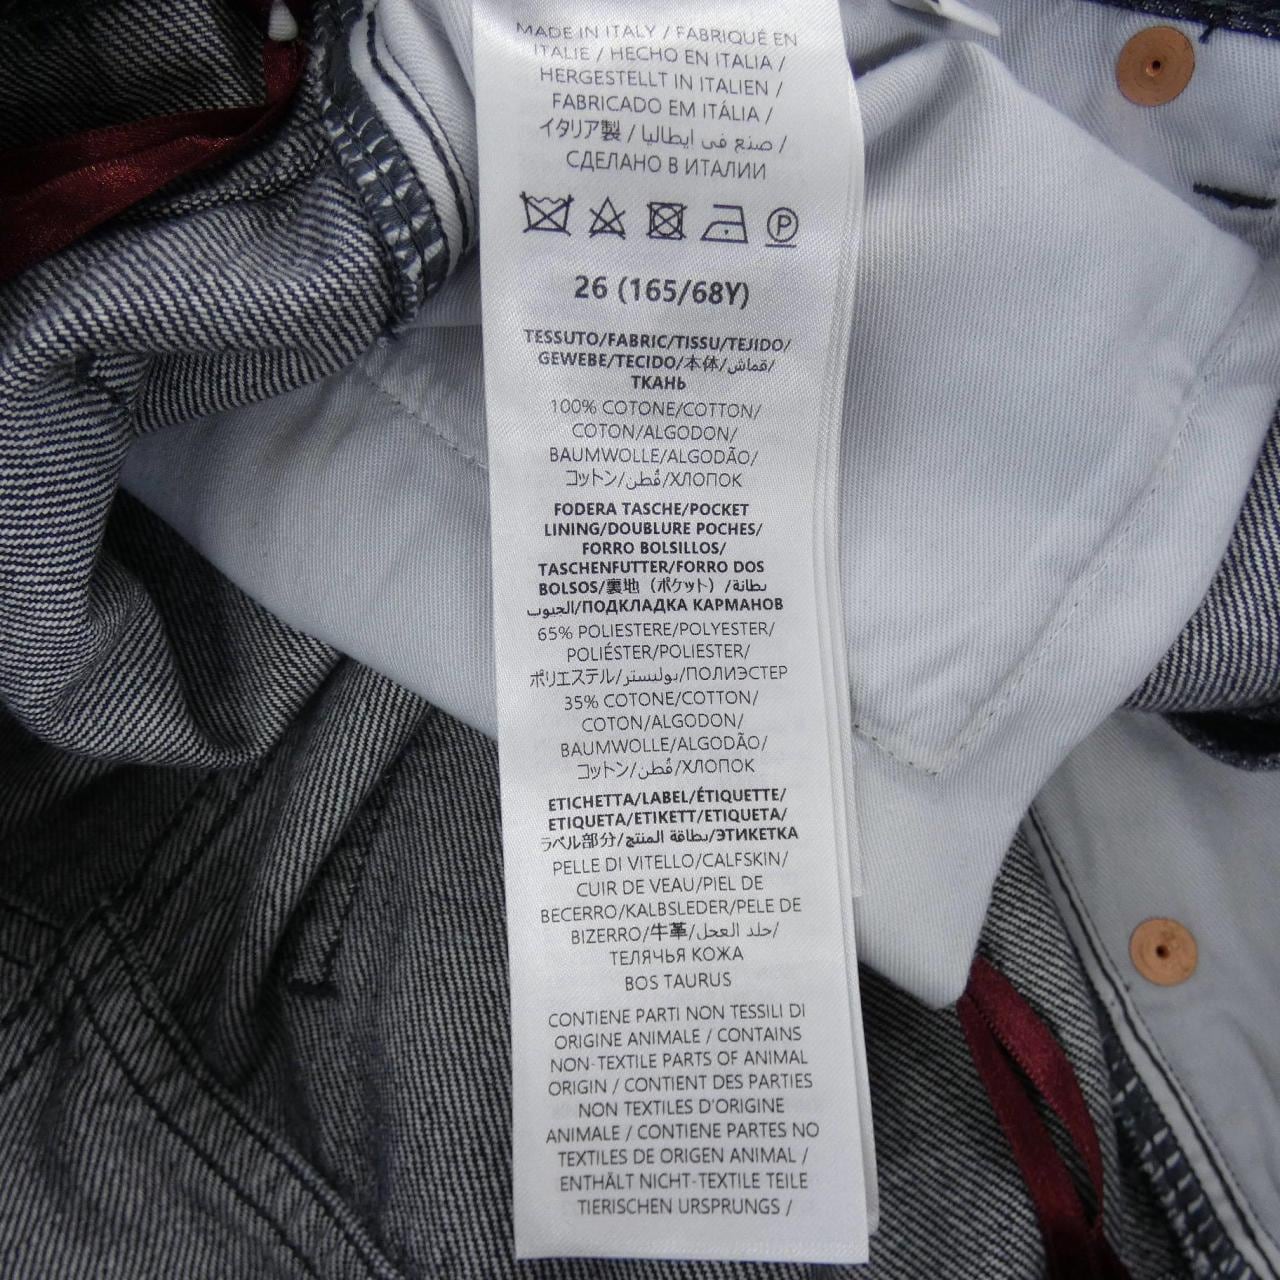 MADE IN ITALY / FABRIQUÉ EN
ITALIE / HECHO EN ITALIA /
HERGESTELLT IN ITALIEN /
FABRICADO EM ITÁLIA /
イタリア製 / صنع في ايطاليا /
СДЕЛАНО В ИТАЛИИ
P
26 (165/68Y)
TESSUTO/FABRIC/TISSU/TEJIDO/
GEWEBE/TECIDO/本体/قماش/
ТКАНЬ
100% COTONE/COTTON/
COTON/ALGODON/
BAUMWOLLE/ALGODÃO/
コットン/قُطن/ХЛОПОК
FODERA TASCHE/POCKET
LINING/DOUBLURE POCHES/
FORRO BOLSILLOS/
TASCHENFUTTER/FORRO DOS
BOLSOS/裏地（ポケット）/بطانة
الجيوب/ПОДКЛАДКА КАРМАНОВ
65% POLIESTERE/POLYESTER/
POLIÉSTER/POLIESTER/
ポリエステル/بوليستر/ПОЛИЭСТЕР
35% COTONE/COTTON/
COTON/ALGODON/
BAUMWOLLE/ALGODÃO/
コットン/قُطن/ХЛОПОК
ETICHETTA/LABEL/ÉTIQUETTE/
ETIQUETA/ETIKETT/ETIQUETA/
ラベル部分/بطاقة المنتج/ЭТИКЕТКА
PELLE DI VITELLO/CALFSKIN/
CUIR DE VEAU/PIEL DE
BECERRO/KALBSLEDER/PELE DE
BIZERRO/牛革/جلد العجل/
ТЕЛЯЧЬЯ КОЖА
BOS TAURUS
CONTIENE PARTI NON TESSILI DI
ORIGINE ANIMALE / CONTAINS
NON-TEXTILE PARTS OF ANIMAL
ORIGIN / CONTIENT DES PARTIES
NON TEXTILES D'ORIGINE
ANIMALE / CONTIENE PARTES NO
TEXTILES DE ORIGEN ANIMAL /
ENTHÄLT NICHT-TEXTILE TEILE
TIERISCHEN URSPRUNGS /